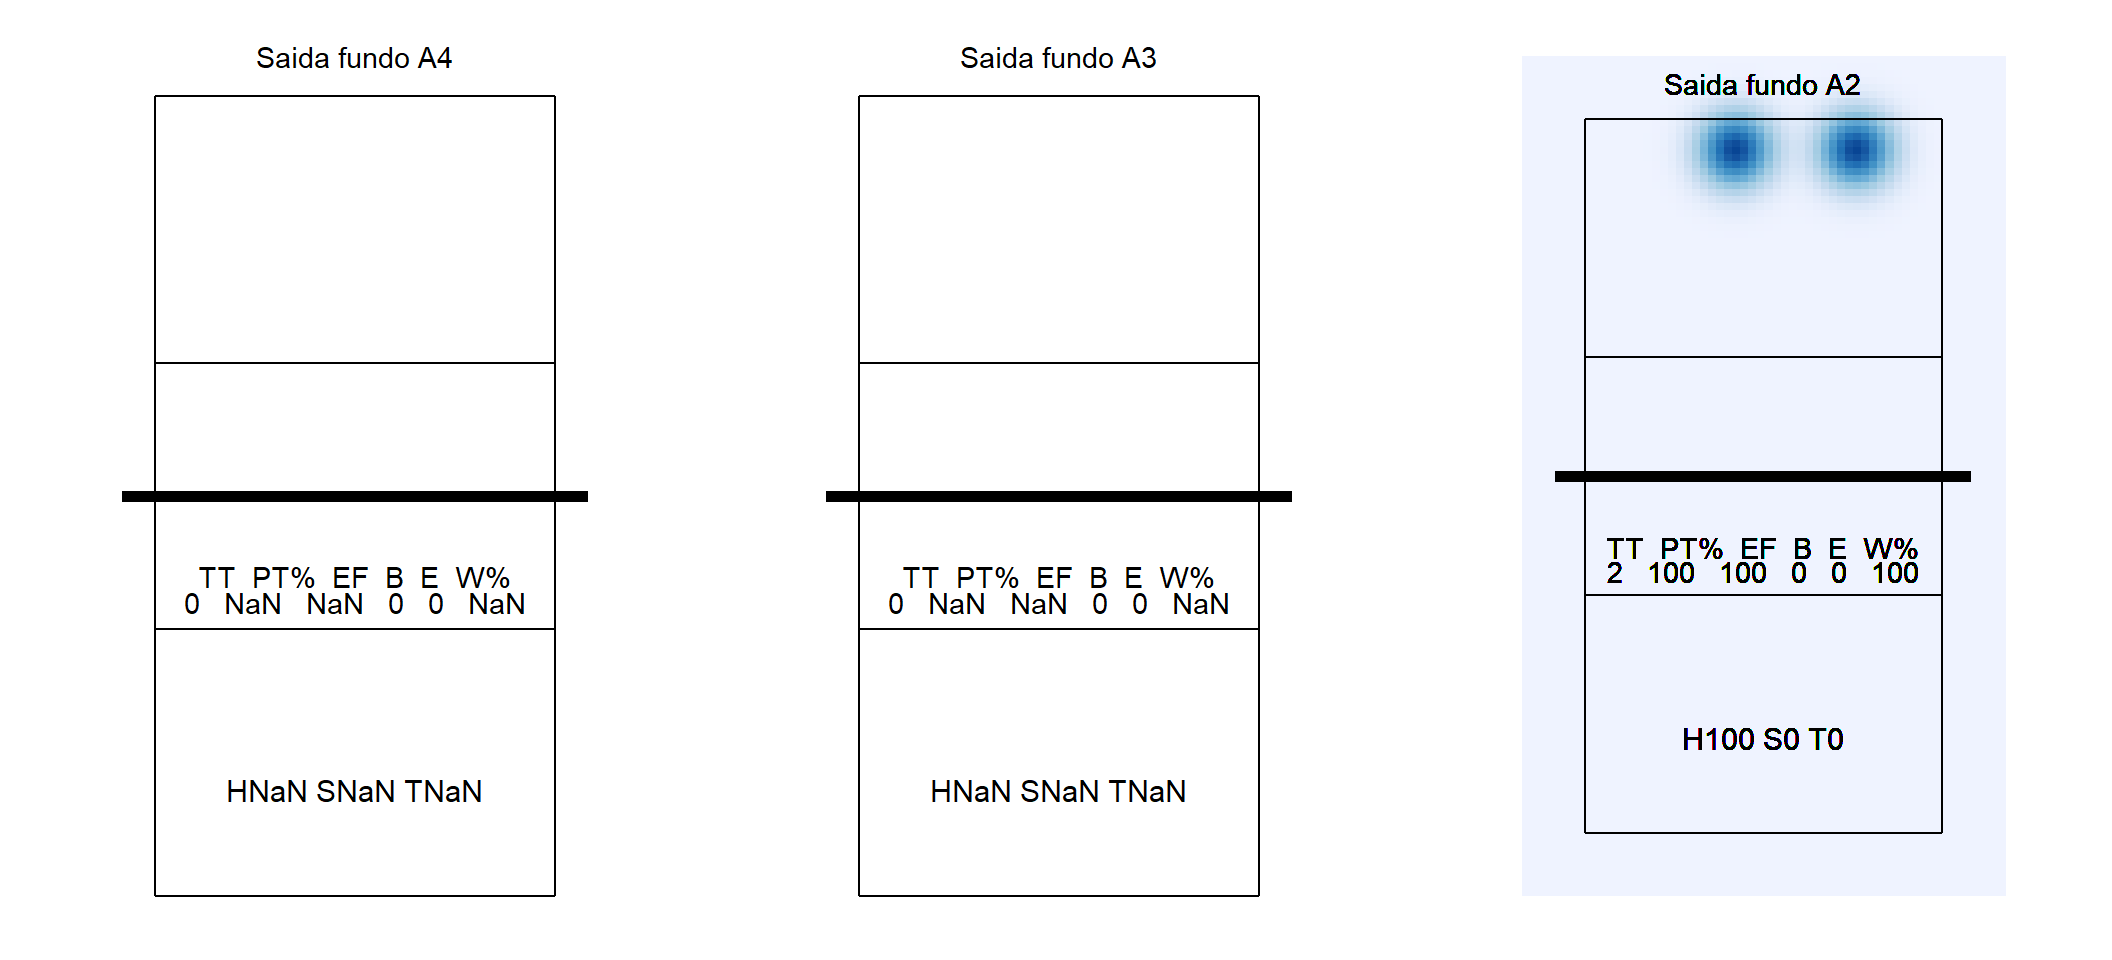 Saida fundo A4
TT PT% EF B E W%
0 NaN NaN 0 0 NaN
HNaN SNaN TNaN
Saida fundo A3
TT PT% EF B E W%
0 NaN NaN 0 0 NaN
HNaN SNaN TNaN
Saida fundo A2
TT PT% EF B E W%
2 100 100 0 0 100
H100 S0 T0